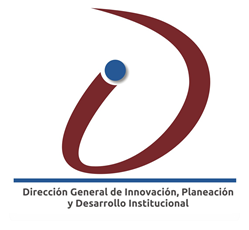 Dirección General de Innovación, Planeación
y Desarrollo Institucional